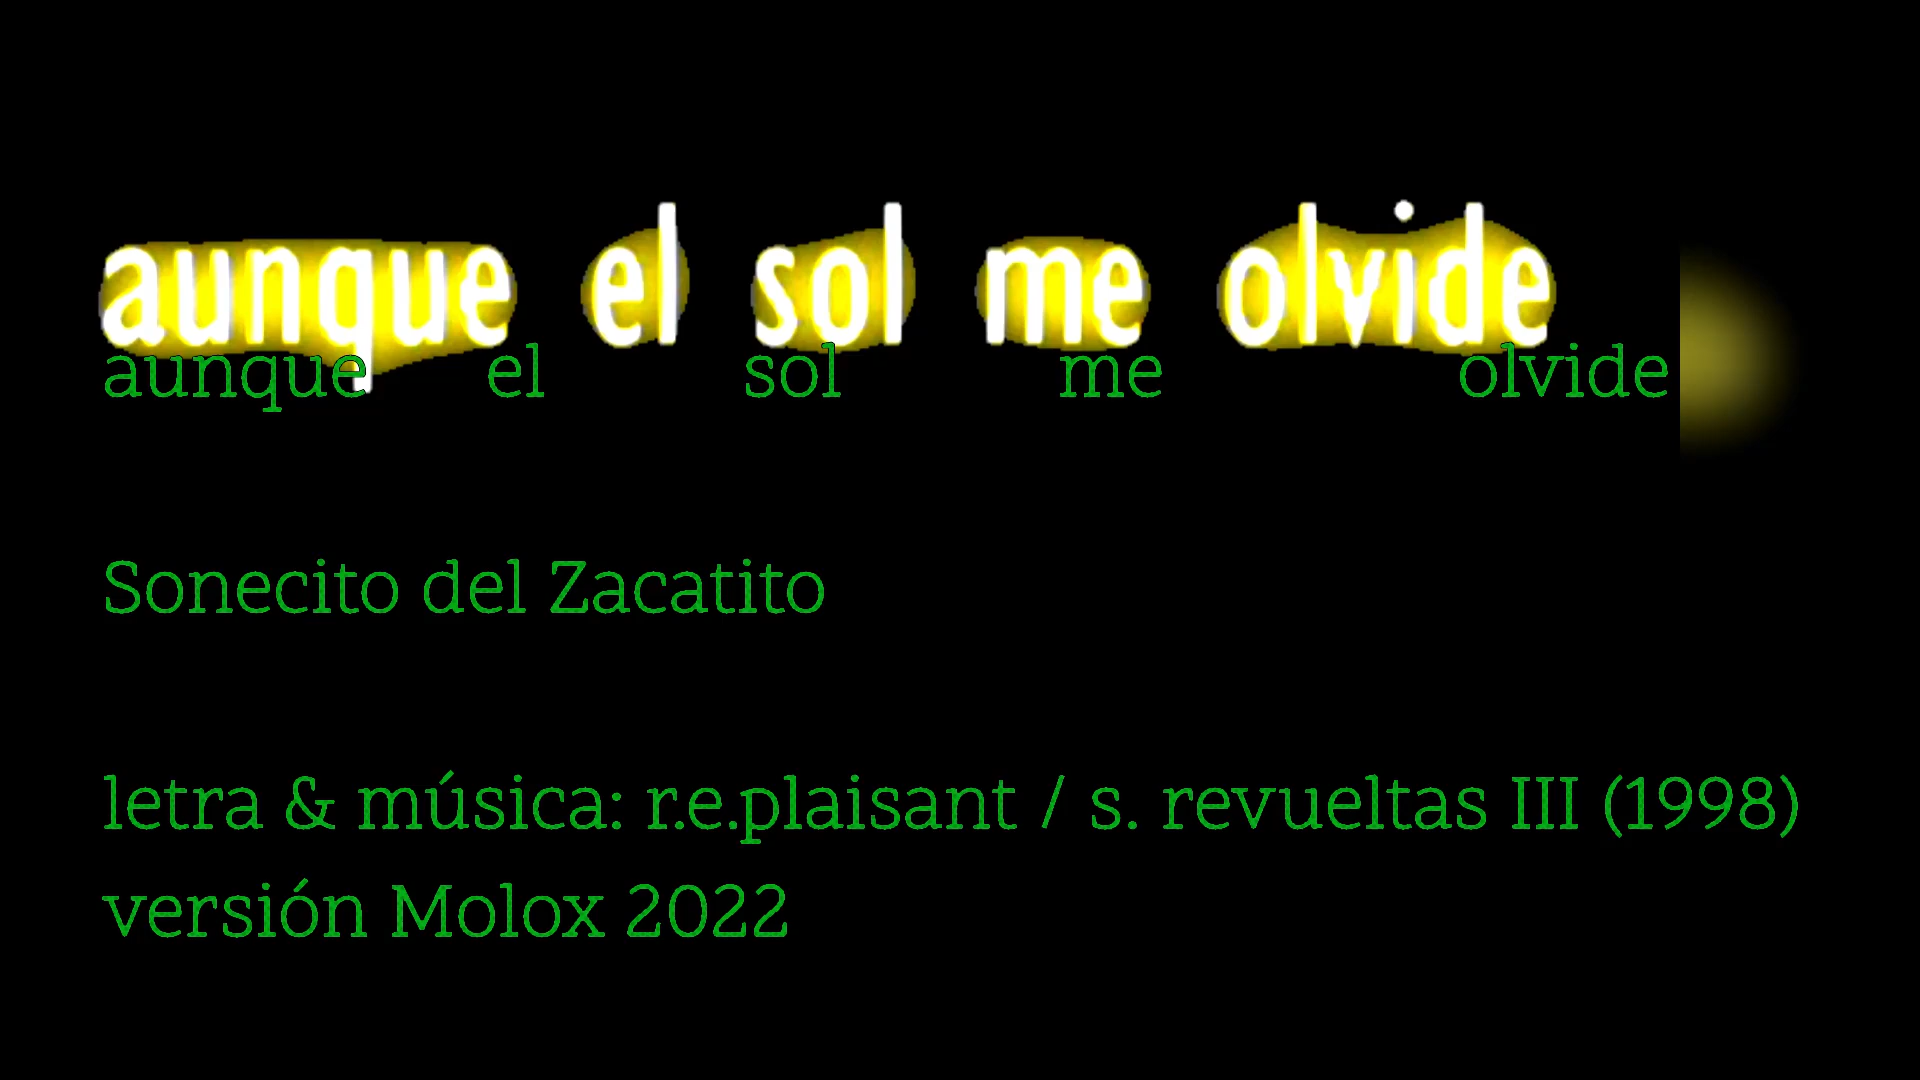 aunque el sol me olvide
aunque el sol me olvide
Sonecito del Zacatito
letra & música: r.e.plaisant / s. revueltas III (1998)
versión Molox 2022